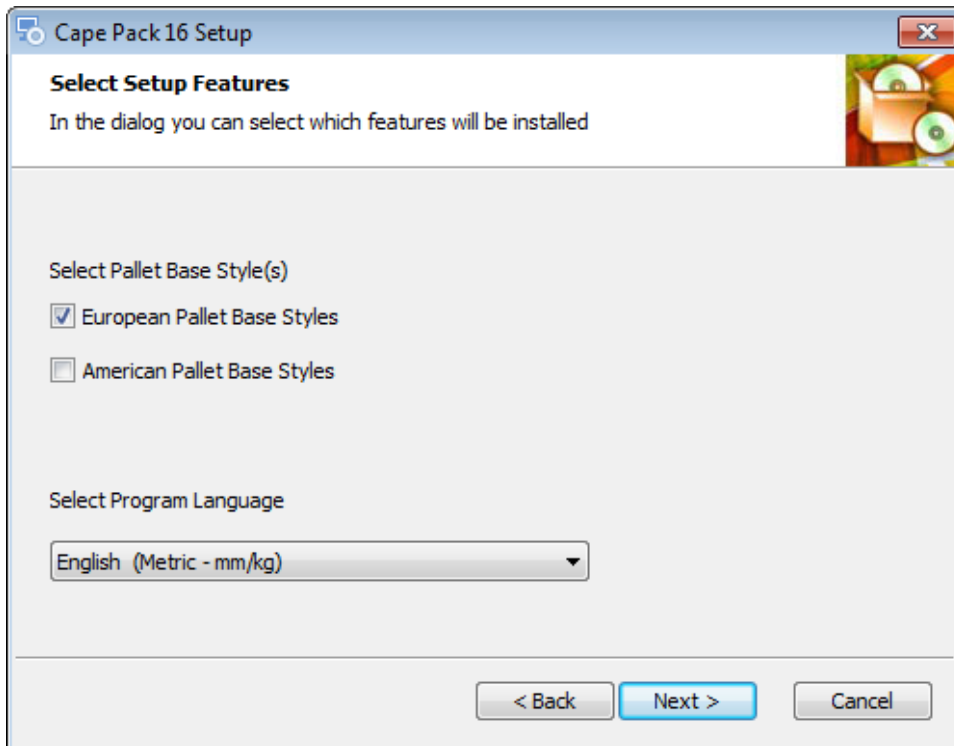 Cape Pack 16 Setup
Select Setup Features
In the dialog you can select which features will be installed
Select Pallet Base Style(s)
European Pallet Base Styles
American Pallet Base Styles
Select Program Language
English  (Metric - mm/kg)
< Back
Next >
Cancel